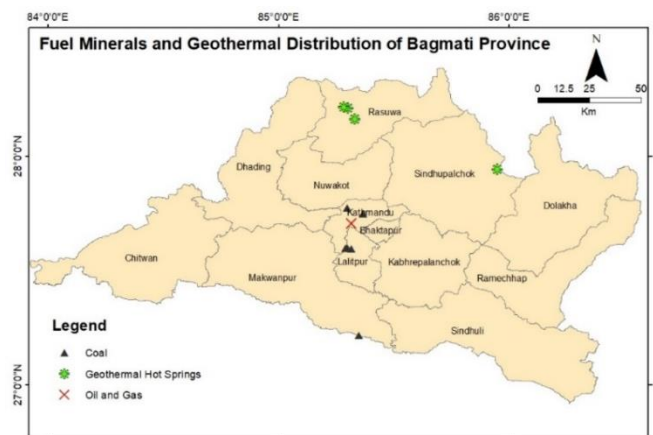 84°0'0"E 85°0'0"E 86°0'0"E
Fuel Minerals and Geothermal Distribution of Bagmati Province
N
0 12.5 25 50
Km
28°0'0"N
27°0'0"N
Rasuwa
Dhading
Sindhupalchok
Nuwakot
Dolakha
Kathmandu
Bhaktapur
Chitwan
Lalitpur
Kabhrepalanchok
Makwanpur
Ramechhap
Sindhuli
Legend
Coal
Geothermal Hot Springs
Oil and Gas